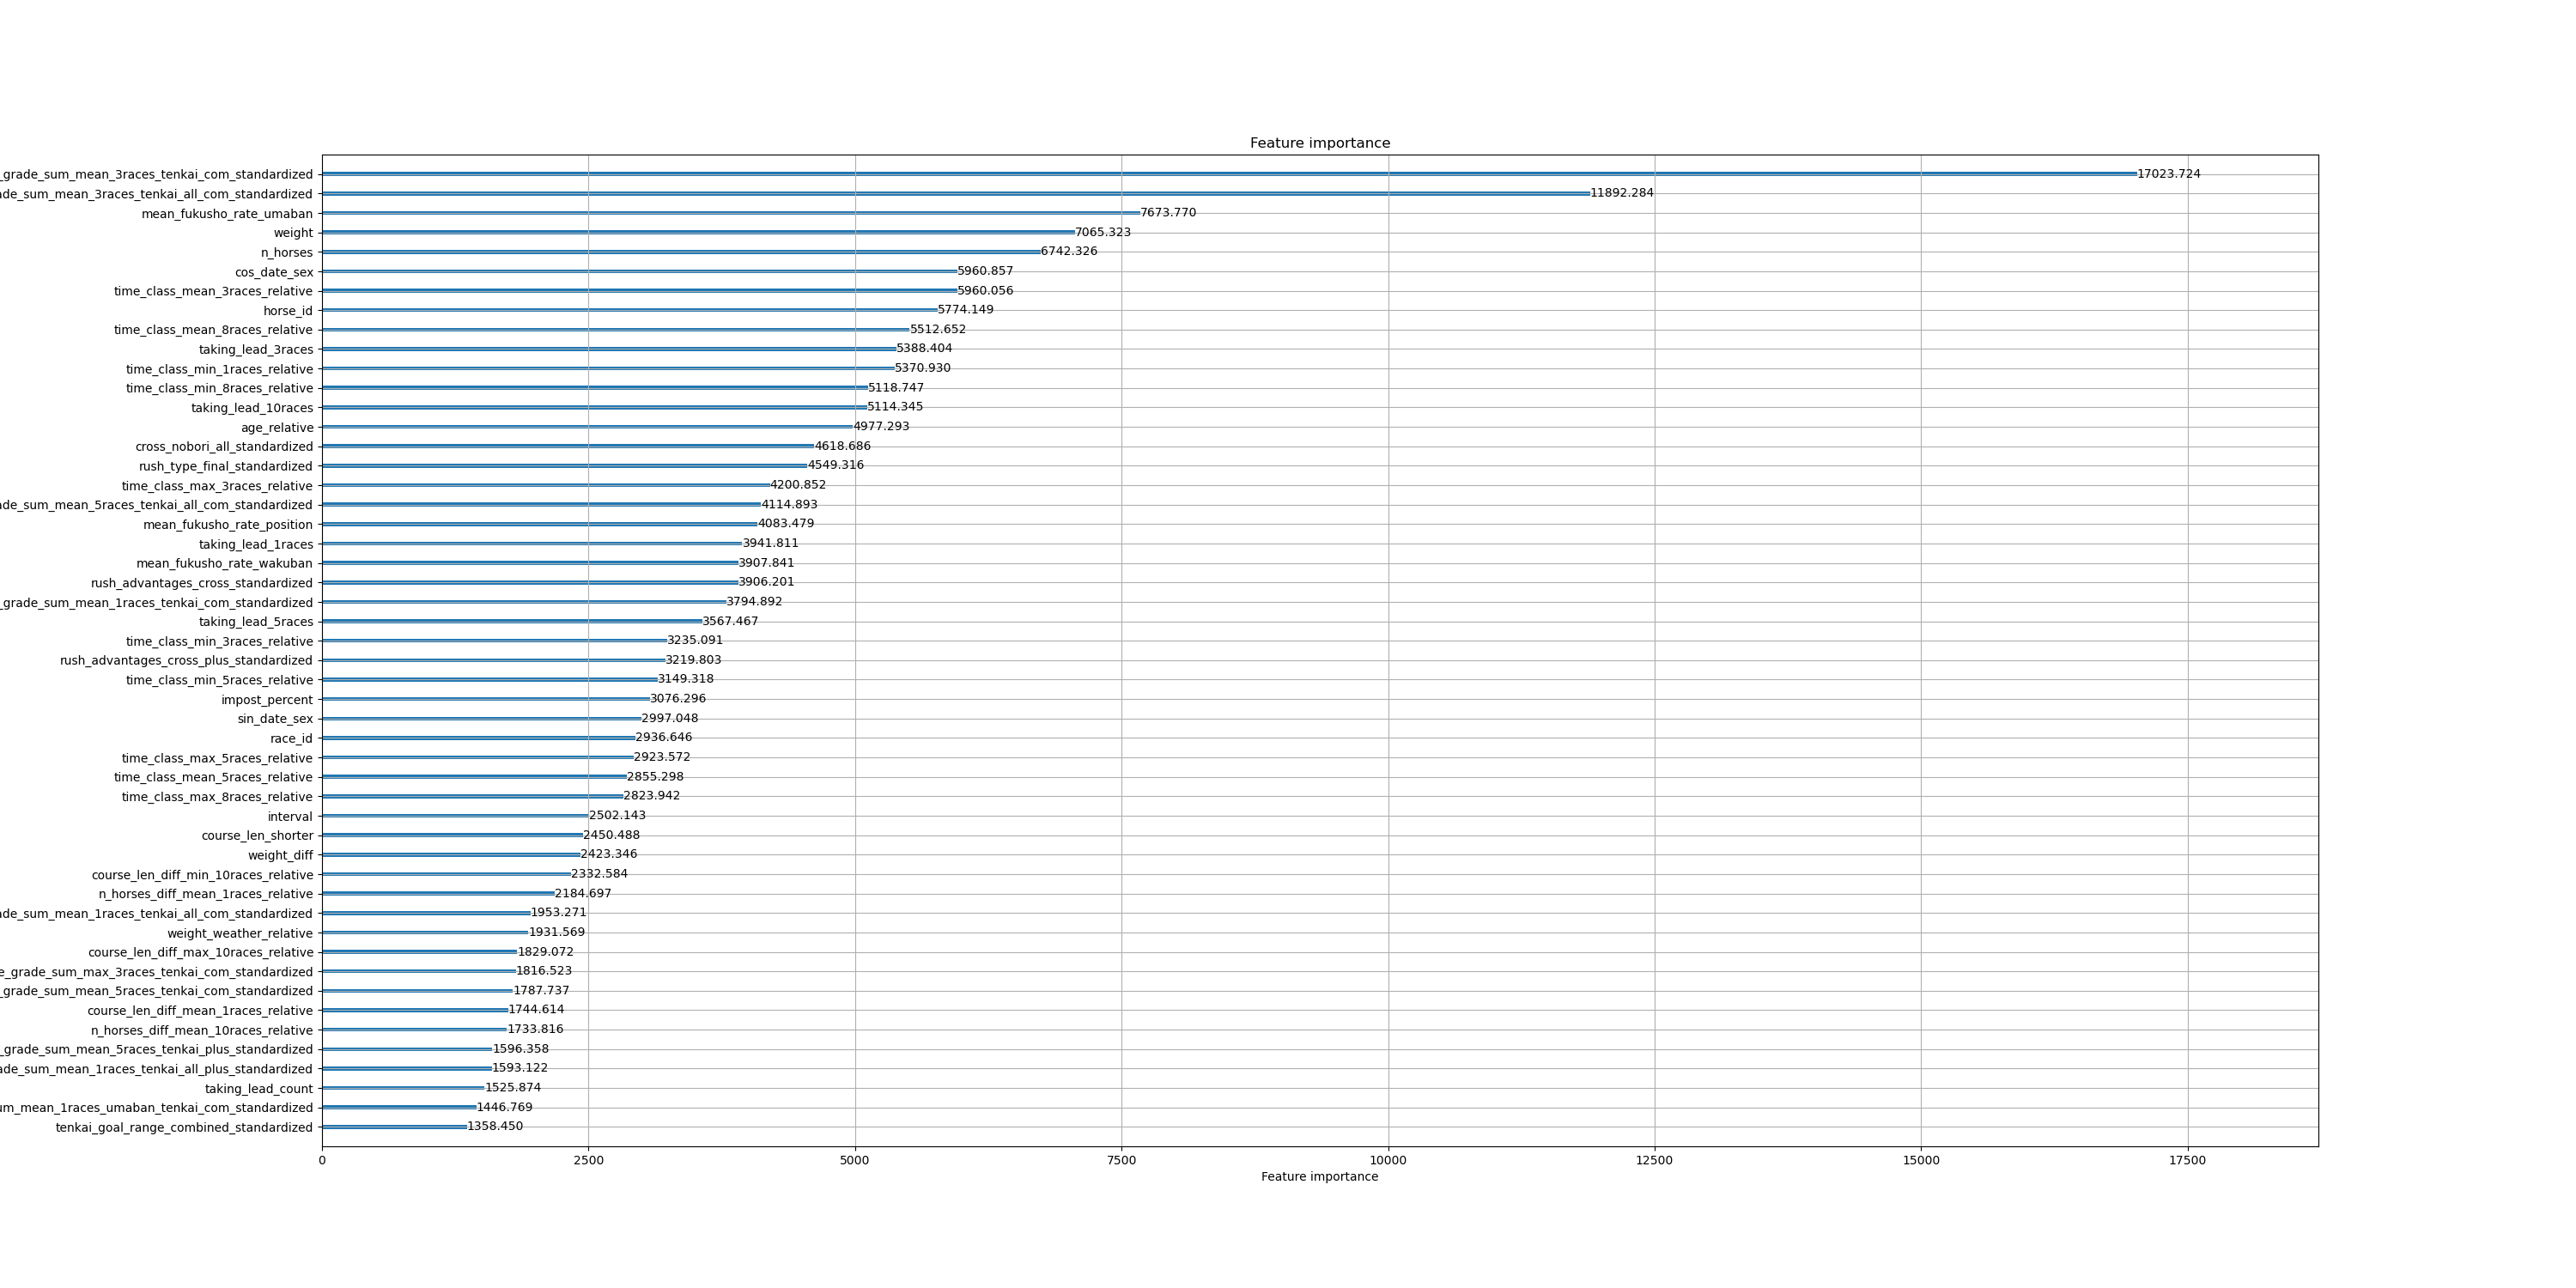 Feature importance
_grade_sum_mean_3races_tenkai_com_standardized 17023.724
ade_sum_mean_3races_tenkai_all_com_standardized 11892.284
mean_fukusho_rate_umaban 7673.770
weight 7065.323
n_horses 6742.326
cos_date_sex 5960.857
time_class_mean_3races_relative 5960.056
horse_id 5774.149
time_class_mean_8races_relative 5512.652
taking_lead_3races 5388.404
time_class_min_1races_relative 5370.930
time_class_min_8races_relative 5118.747
taking_lead_10races 5114.345
age_relative 4977.293
cross_nobori_all_standardized 4618.686
rush_type_final_standardized 4549.316
time_class_max_3races_relative 4200.852
ade_sum_mean_5races_tenkai_all_com_standardized 4114.893
mean_fukusho_rate_position 4083.479
taking_lead_1races 3941.811
mean_fukusho_rate_wakuban 3907.841
rush_advantages_cross_standardized 3906.201
_grade_sum_mean_1races_tenkai_com_standardized 3794.892
taking_lead_5races 3567.467
time_class_min_3races_relative 3235.091
rush_advantages_cross_plus_standardized 3219.803
time_class_min_5races_relative 3149.318
impost_percent 3076.296
sin_date_sex 2997.048
race_id 2936.646
time_class_max_5races_relative 2923.572
time_class_mean_5races_relative 2855.298
time_class_max_8races_relative 2823.942
interval 2502.143
course_len_shorter 2450.488
weight_diff 2423.346
course_len_diff_min_10races_relative 2332.584
n_horses_diff_mean_1races_relative 2184.697
ade_sum_mean_1races_tenkai_all_com_standardized 1953.271
weight_weather_relative 1931.569
course_len_diff_max_10races_relative 1829.072
e_grade_sum_max_3races_tenkai_com_standardized 1816.523
_grade_sum_mean_5races_tenkai_com_standardized 1787.737
course_len_diff_mean_1races_relative 1744.614
n_horses_diff_mean_10races_relative 1733.816
_grade_sum_mean_5races_tenkai_plus_standardized 1596.358
ade_sum_mean_1races_tenkai_all_plus_standardized 1593.122
taking_lead_count 1525.874
um_mean_1races_umaban_tenkai_com_standardized 1446.769
tenkai_goal_range_combined_standardized 1358.450
0 2500 5000 7500 10000 12500 15000 17500
Feature importance